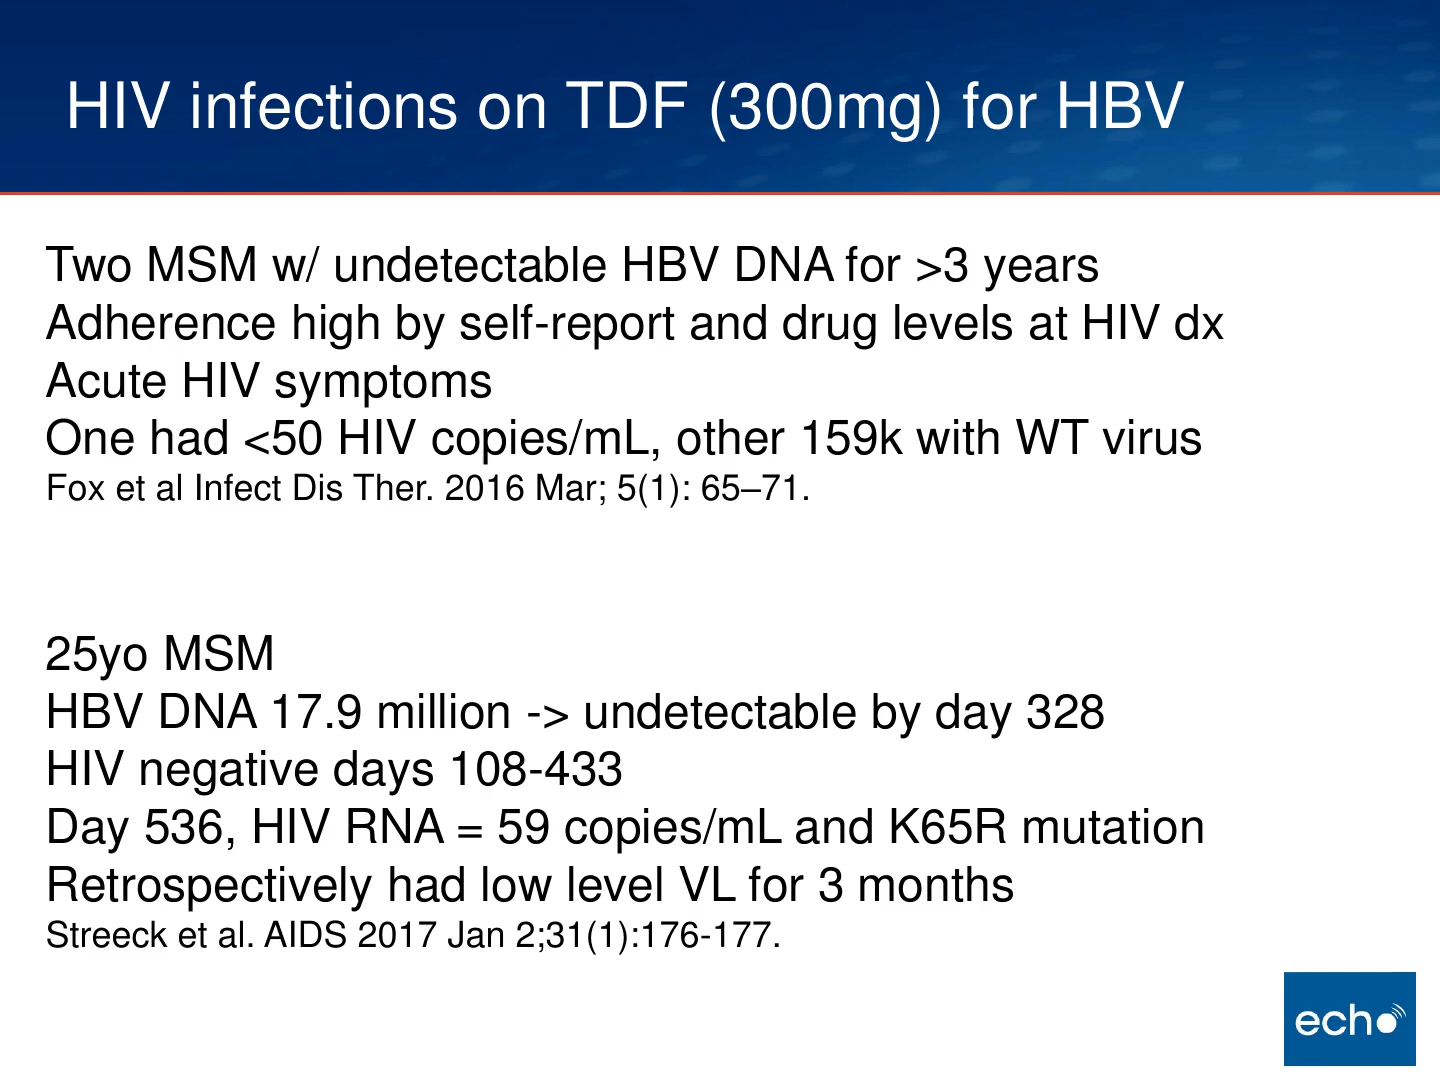 HIV infections on TDF (300mg) for HBV
Two MSM w/ undetectable HBV DNA for >3 years
Adherence high by self-report and drug levels at HIV dx
Acute HIV symptoms
One had <50 HIV copies/mL, other 159k with WT virus
Fox et al Infect Dis Ther. 2016 Mar; 5(1): 65–71.
25yo MSM
HBV DNA 17.9 million -> undetectable by day 328
HIV negative days 108-433
Day 536, HIV RNA = 59 copies/mL and K65R mutation
Retrospectively had low level VL for 3 months
Streeck et al. AIDS 2017 Jan 2;31(1):176-177.
echo